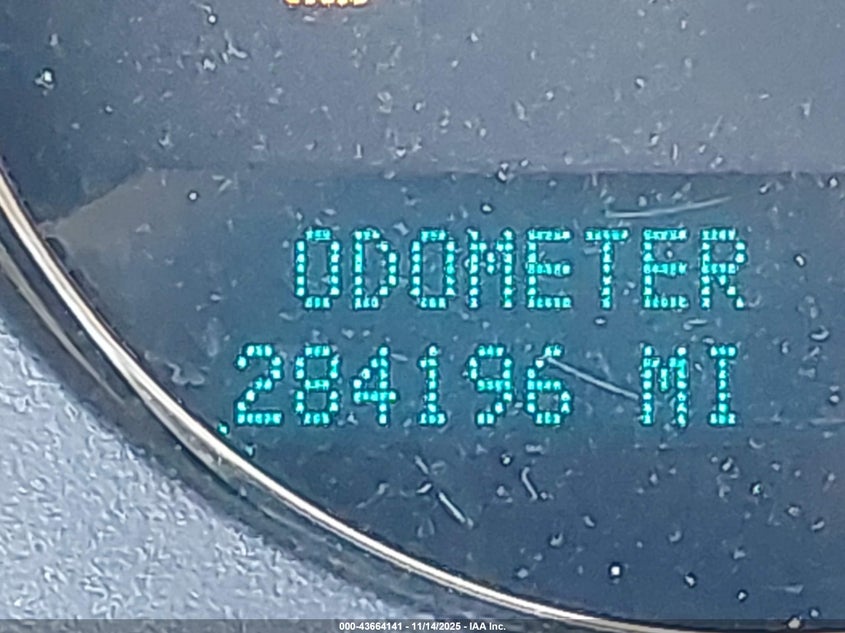 ODOMETER
284196 MI
000-43664141 - 11/14/2025 - IAA Inc.